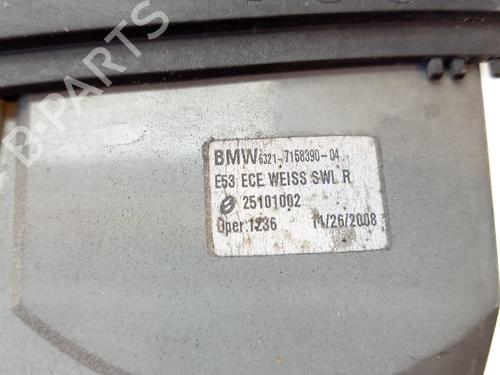 BMW 6321-7158390-04
E53 ECE WEISS SWL R
25101002
Oper:1236 11/26/2008
B-PARTS